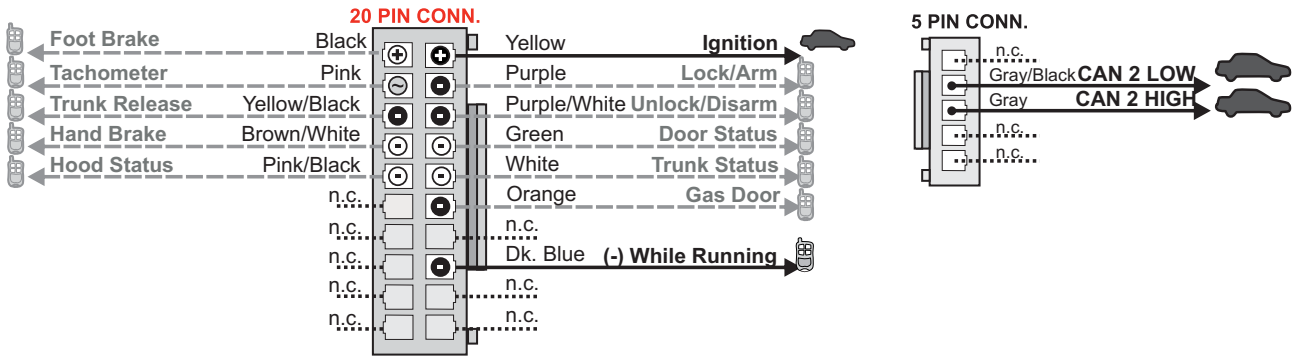 20 PIN CONN.
5 PIN CONN.
Foot Brake Black Yellow Ignition
Tachometer Pink Purple Lock/Arm
Trunk Release Yellow/Black Purple/White Unlock/Disarm
Hand Brake Brown/White Green Door Status
Hood Status Pink/Black White Trunk Status
n.c. Orange Gas Door
n.c. n.c.
n.c. Dk. Blue (-) While Running
n.c. n.c.
n.c. n.c.
n.c.
Gray/Black CAN 2 LOW
Gray CAN 2 HIGH
n.c.
n.c.